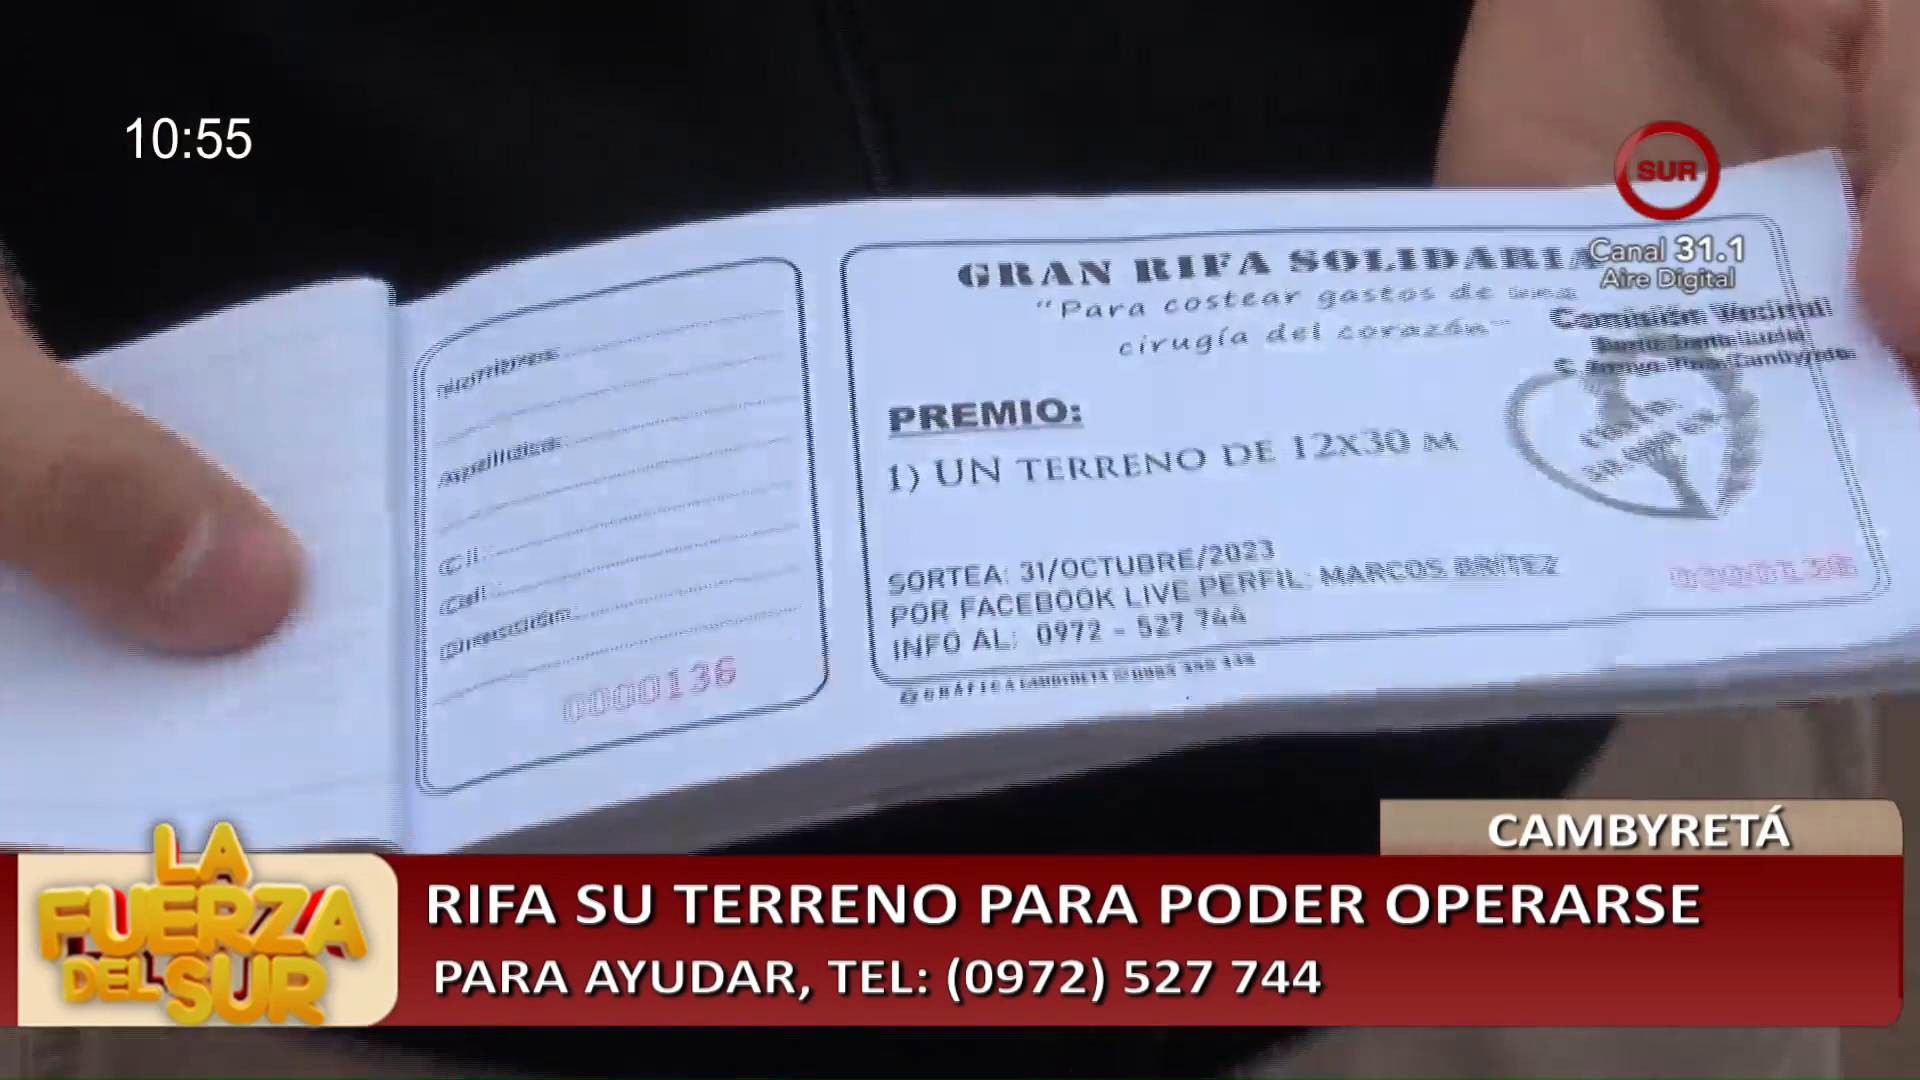 10:55
SUR
Canal 31.1
Aire Digital
GRAN RIFA SOLIDARIA
"Para costear gastos de una
cirugía del corazón"
Comisión Vecinal
PREMIO:
1) UN TERRENO DE 12X30 M
SORTEA: 31/OCTUBRE/2023
POR FACEBOOK LIVE PERFIL: MARCOS BRÍTEZ
INFO AL: 0972 - 527 744
0000136
Nombres:
Apellidos:
C.I.:
Cel:
Dirección:
0000136
CAMBYRETÁ
LA
FUERZA
DEL SUR
RIFA SU TERRENO PARA PODER OPERARSE
PARA AYUDAR, TEL: (0972) 527 744